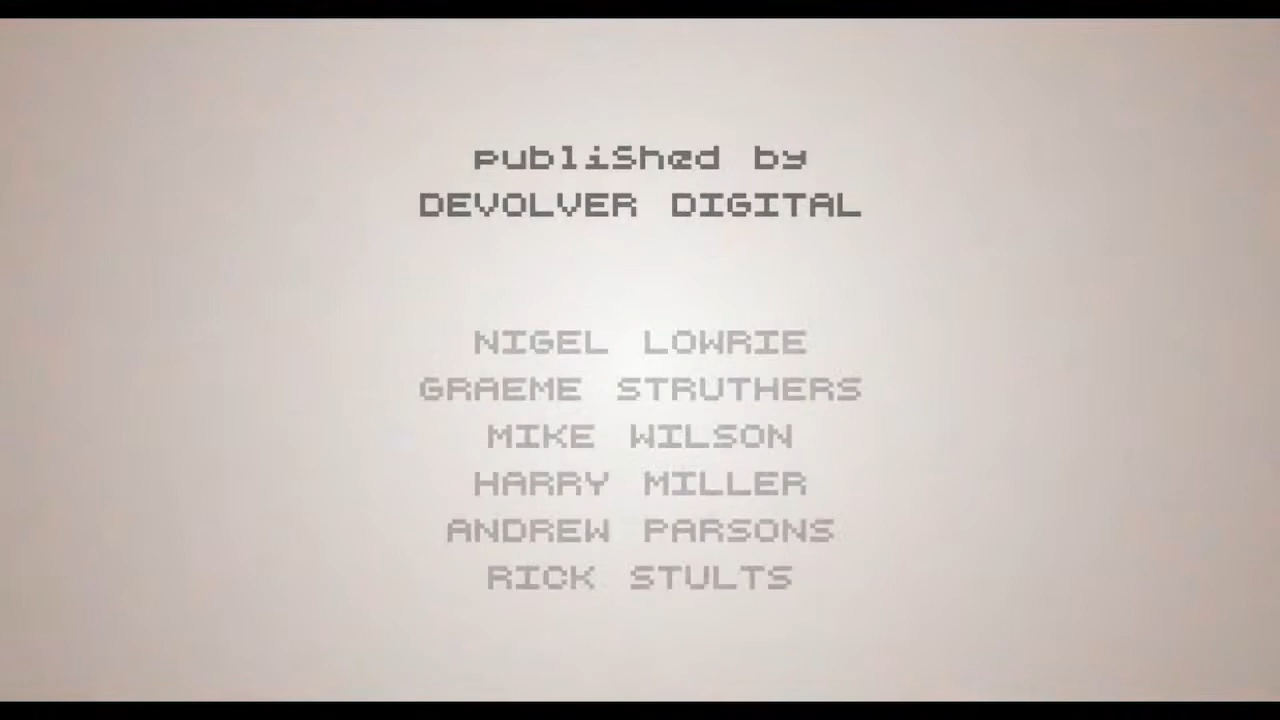 publiShed by
DEVOLVER DIGITAL
NIGEL LOWRIE
GRAEME STRUTHERS
MIKE WILSON
HARRY MILLER
ANDREW PARSONS
RICK STULTS